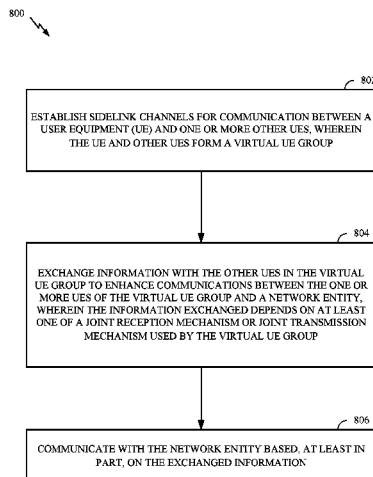 800
802
ESTABLISH SIDELINK CHANNELS FOR COMMUNICATION BETWEEN A
USER EQUIPMENT (UE) AND ONE OR MORE OTHER UES, WHEREIN
THE UE AND OTHER UES FORM A VIRTUAL UE GROUP
804
EXCHANGE INFORMATION WITH THE OTHER UES IN THE VIRTUAL
UE GROUP TO ENHANCE COMMUNICATIONS BETWEEN THE ONE OR
MORE UES OF THE VIRTUAL UE GROUP AND A NETWORK ENTITY,
WHEREIN THE INFORMATION EXCHANGED DEPENDS ON AT LEAST
ONE OF A JOINT RECEPTION MECHANISM OR JOINT TRANSMISSION
MECHANISM USED BY THE VIRTUAL UE GROUP
806
COMMUNICATE WITH THE NETWORK ENTITY BASED, AT LEAST IN
PART, ON THE EXCHANGED INFORMATION